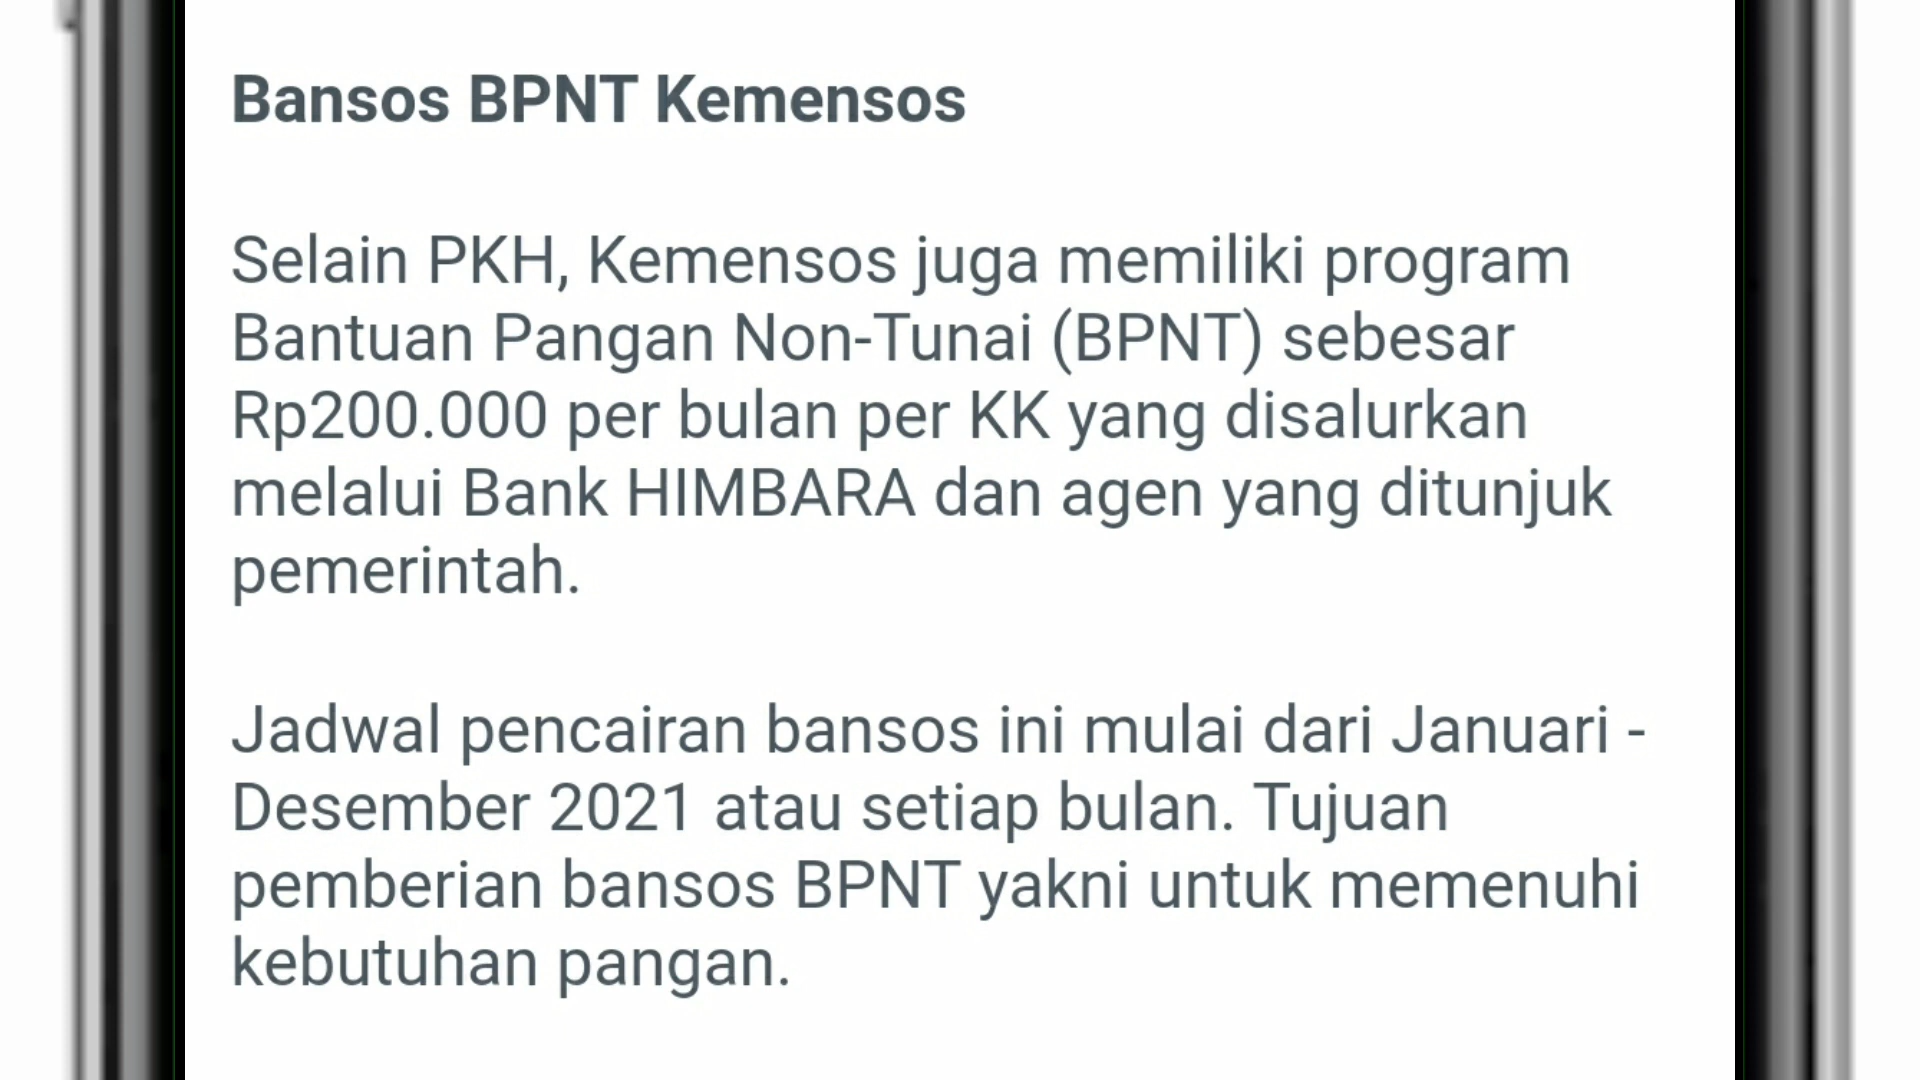 Bansos BPNT Kemensos
Selain PKH, Kemensos juga memiliki program
Bantuan Pangan Non-Tunai (BPNT) sebesar
Rp200.000 per bulan per KK yang disalurkan
melalui Bank HIMBARA dan agen yang ditunjuk
pemerintah.
Jadwal pencairan bansos ini mulai dari Januari -
Desember 2021 atau setiap bulan. Tujuan
pemberian bansos BPNT yakni untuk memenuhi
kebutuhan pangan.